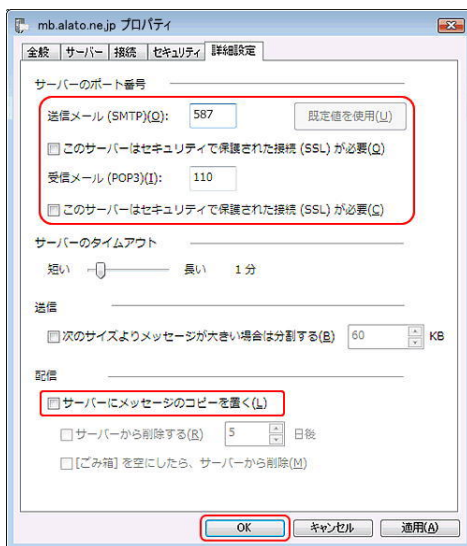 mb.alato.ne.jp プロパティ
全般 サーバー 接続 セキュリティ 詳細設定
サーバーのポート番号
送信メール (SMTP)(O): 587 既定値を使用(U)
このサーバーはセキュリティで保護された接続 (SSL) が必要(Q)
受信メール (POP3)(I): 110
このサーバーはセキュリティで保護された接続 (SSL) が必要(C)
サーバーのタイムアウト
短い 長い 1 分
送信
次のサイズよりメッセージが大きい場合は分割する(B) 60 KB
配信
サーバーにメッセージのコピーを置く(L)
サーバーから削除する(R) 5 日後
[ごみ箱] を空にしたら、サーバーから削除(M)
OK キャンセル 適用(A)